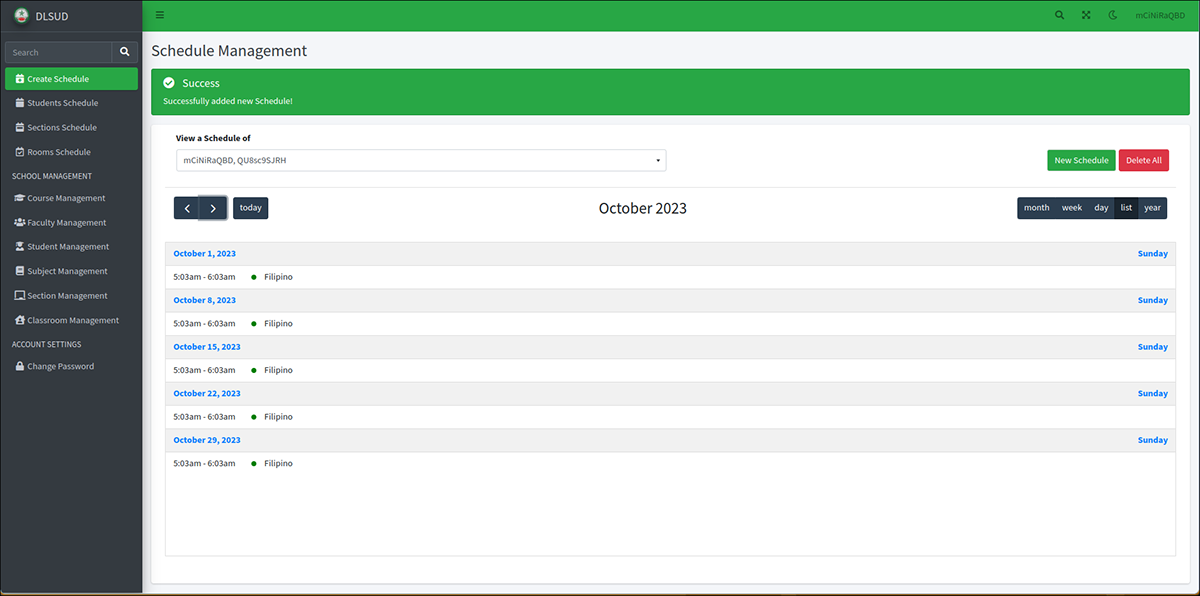 DLSUD
mCiNiRaQBD
Search
Create Schedule
Students Schedule
Sections Schedule
Rooms Schedule
SCHOOL MANAGEMENT
Course Management
Faculty Management
Student Management
Subject Management
Section Management
Classroom Management
ACCOUNT SETTINGS
Change Password
Schedule Management
Success
Successfully added new Schedule!
View a Schedule of
mCiNiRaQBD, QU8sc9SJRH
New Schedule Delete All
today
October 2023
month week day list year
October 1, 2023 Sunday
5:03am - 6:03am Filipino
October 8, 2023 Sunday
5:03am - 6:03am Filipino
October 15, 2023 Sunday
5:03am - 6:03am Filipino
October 22, 2023 Sunday
5:03am - 6:03am Filipino
October 29, 2023 Sunday
5:03am - 6:03am Filipino